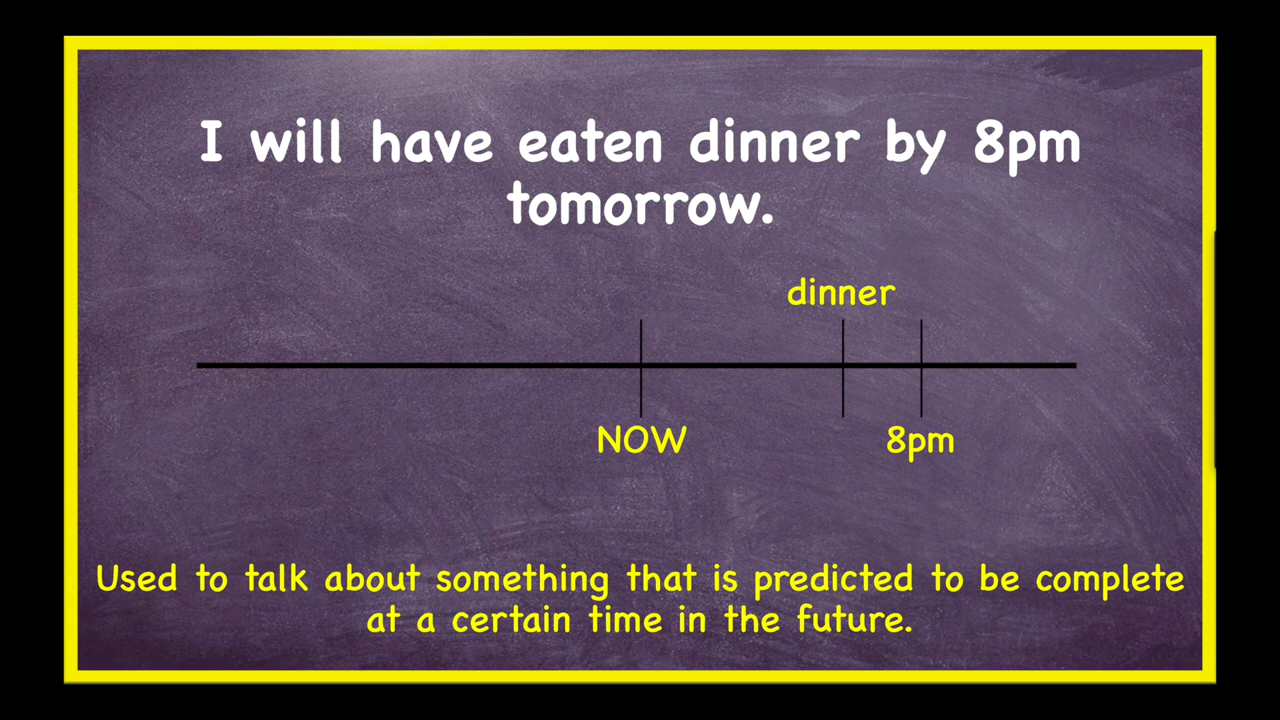 I will have eaten dinner by 8pm
tomorrow.
dinner
NOW
8pm
Used to talk about something that is predicted to be complete
at a certain time in the future.